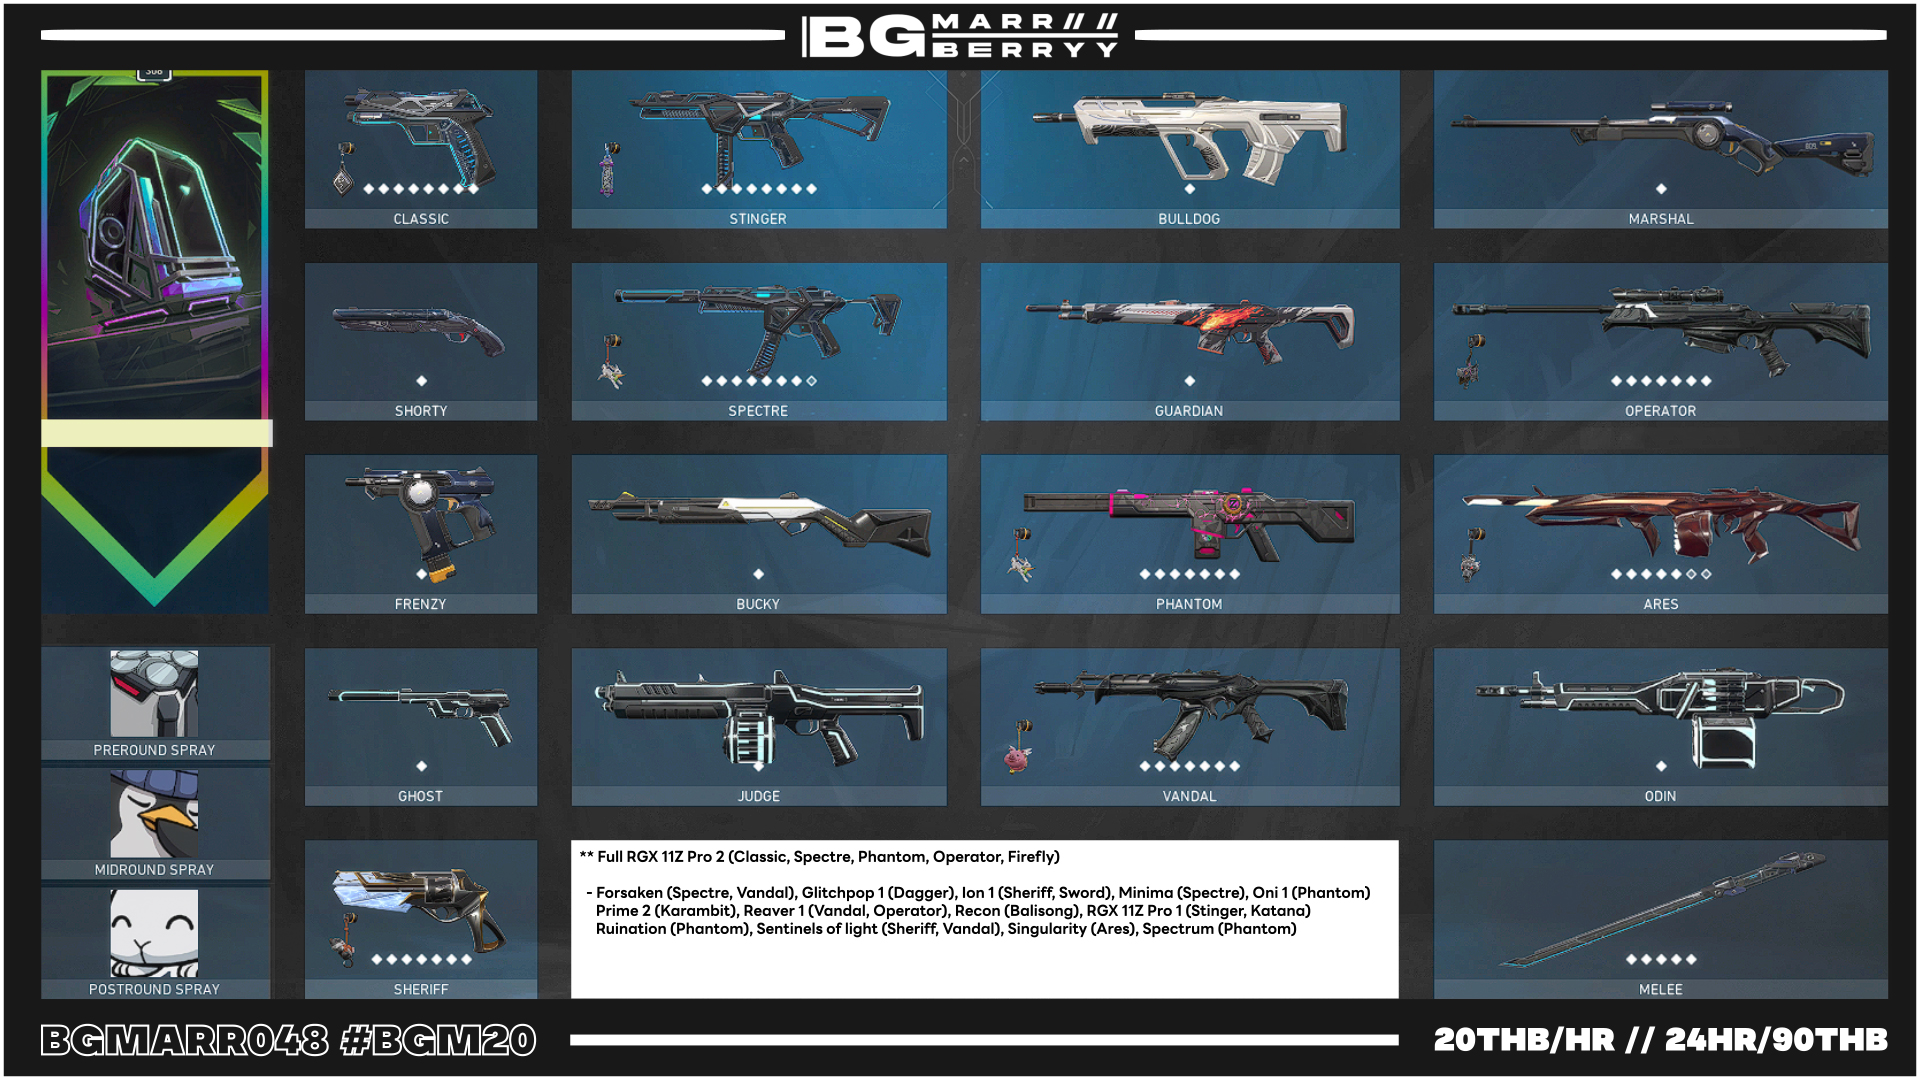 BG MARR// //
BERRYY
308
CLASSIC
STINGER
BULLDOG
MARSHAL
SHORTY
SPECTRE
GUARDIAN
OPERATOR
FRENZY
BUCKY
PHANTOM
ARES
PREROUND SPRAY
GHOST
JUDGE
VANDAL
ODIN
MIDROUND SPRAY
POSTROUND SPRAY
SHERIFF
** Full RGX 11Z Pro 2 (Classic, Spectre, Phantom, Operator, Firefly)
- Forsaken (Spectre, Vandal), Glitchpop 1 (Dagger), Ion 1 (Sheriff, Sword), Minima (Spectre), Oni 1 (Phantom)
Prime 2 (Karambit), Reaver 1 (Vandal, Operator), Recon (Balisong), RGX 11Z Pro 1 (Stinger, Katana)
Ruination (Phantom), Sentinels of light (Sheriff, Vandal), Singularity (Ares), Spectrum (Phantom)
MELEE
BGMARR048 #BGM20
20THB/HR // 24HR/90THB